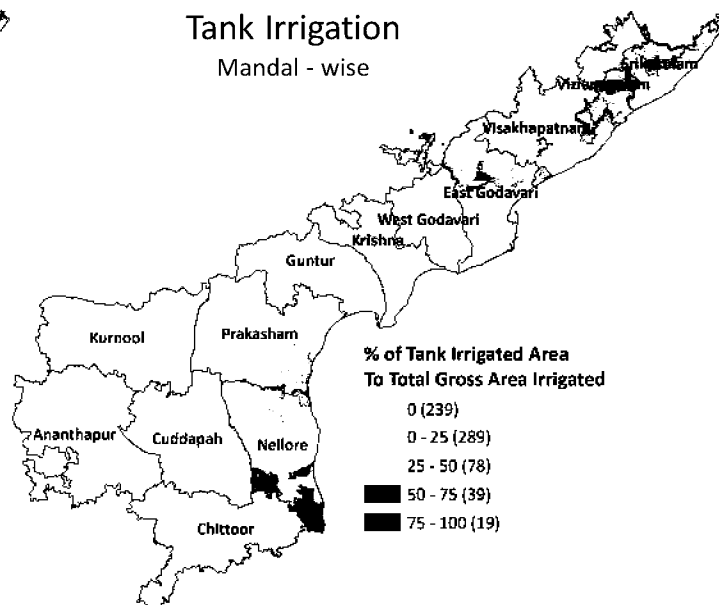 Tank Irrigation
Mandal - wise
Srikakulam
Vizianagaram
Visakhapatnam
East Godavari
West Godavari
Krishna
Guntur
Kurnool
Prakasham
% of Tank Irrigated Area
To Total Gross Area Irrigated
0 (239)
0 - 25 (289)
25 - 50 (78)
50 - 75 (39)
75 - 100 (19)
Ananthapur
Cuddapah
Nellore
Chittoor